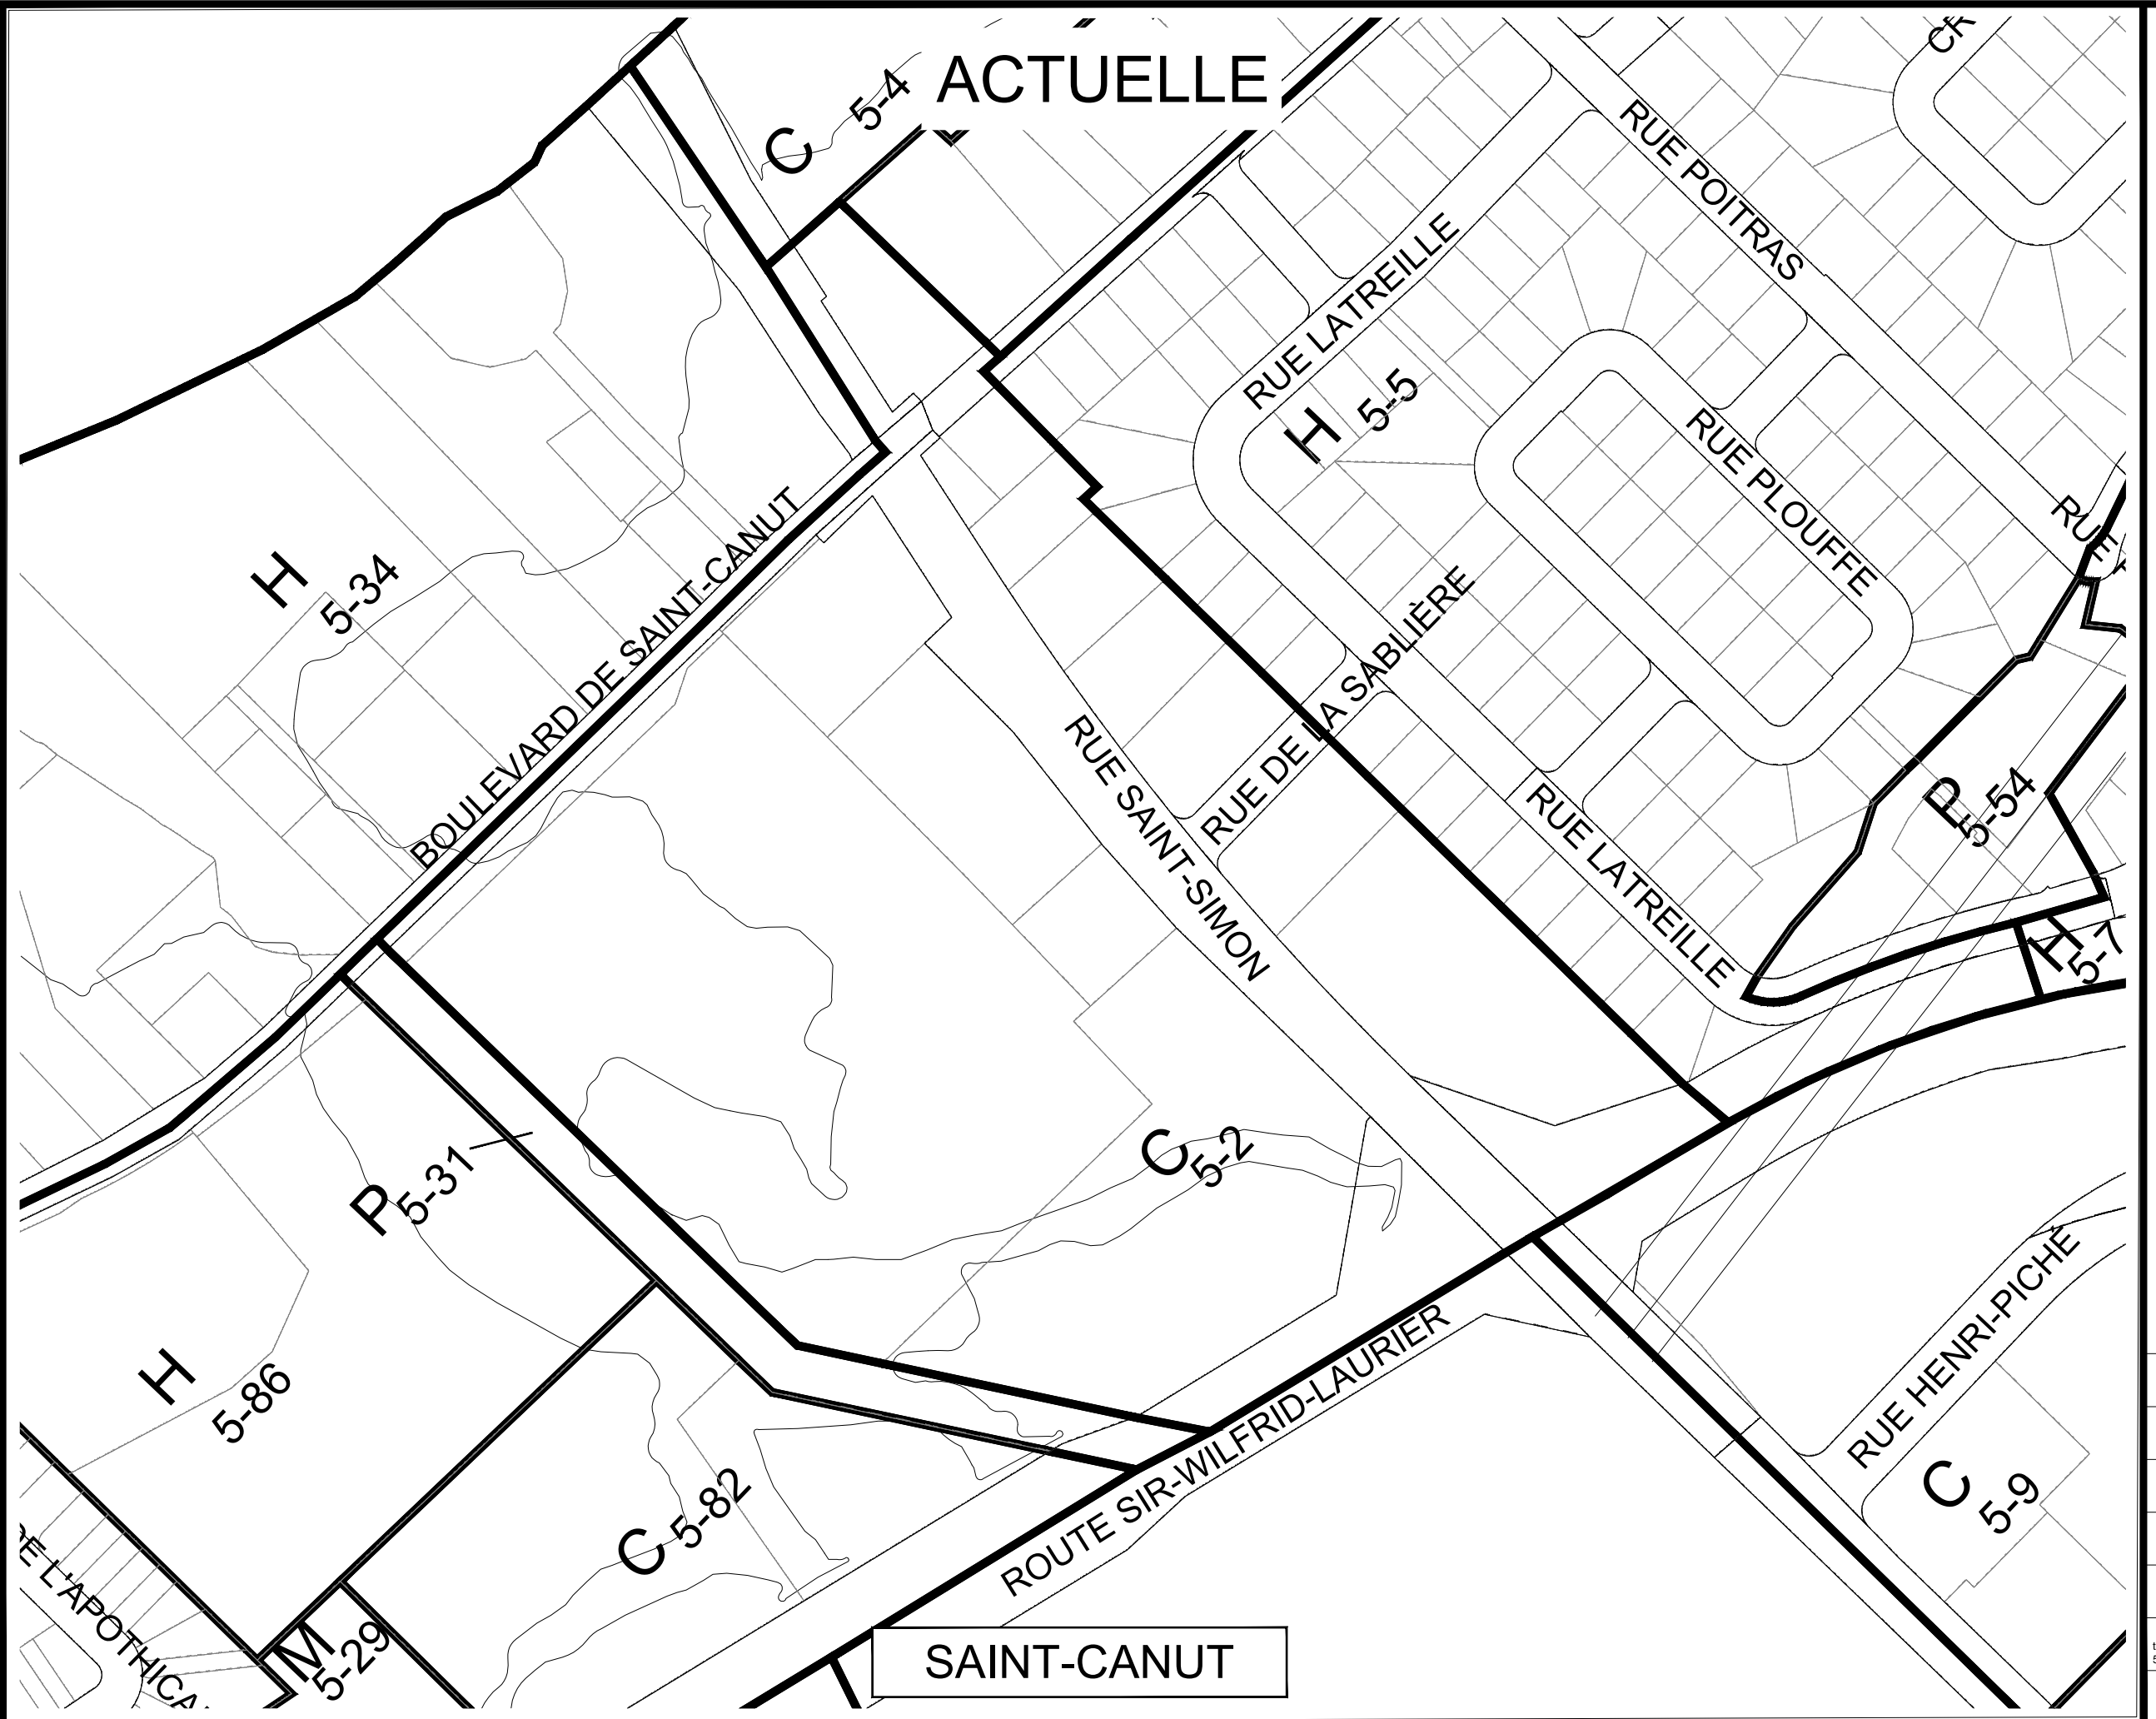 ACTUELLE
C 5-4
RUE POITRAS
RUE LATREILLE
H 5-5
RUE PLOUFFE
H 5-34
BOULEVARD DE SAINT-CANUT
RUE DE LA SABLIÈRE
RUE SAINT-SIMON
RUE LATREILLE
P 5-54
RUE
H
C 5-2
P 5-31
H 5-86
RUE HENRI-PICHÉ
C 5-9
ROUTE SIR-WILFRID-LAURIER
C 5-82
M 5-29
SAINT-CANUT